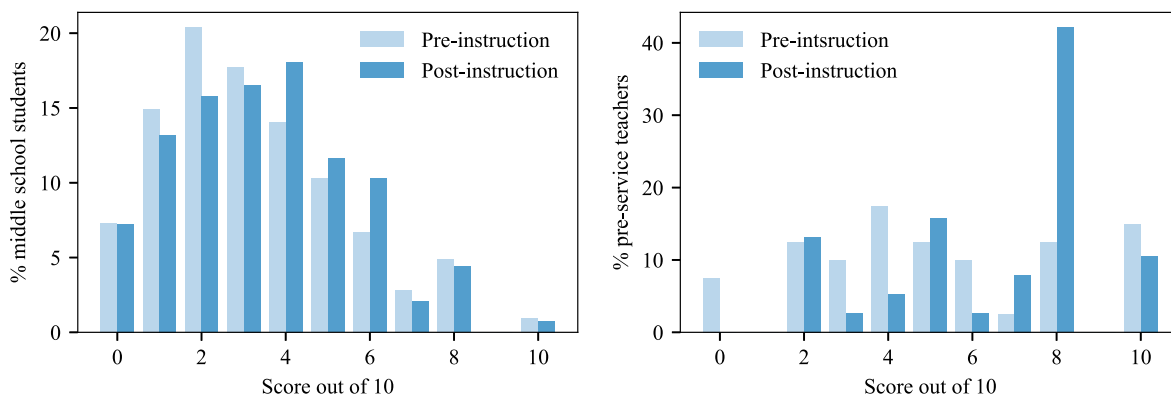 % middle school students
20
15
10
5
0
Pre-instruction
Post-instruction
0 2 4 6 8 10
Score out of 10
% pre-service teachers
40
30
20
10
0
Pre-intsruction
Post-instruction
0 2 4 6 8 10
Score out of 10